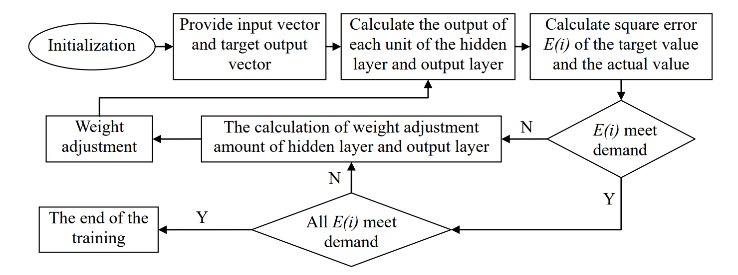 Initialization
Provide input vector
and target output
vector
Calculate the output of
each unit of the hidden
layer and output layer
Calculate square error
E(i) of the target value
and the actual value
Weight
adjustment
The calculation of weight adjustment
amount of hidden layer and output layer
N
E(i) meet
demand
N
Y
The end of the
training
Y
All E(i) meet
demand